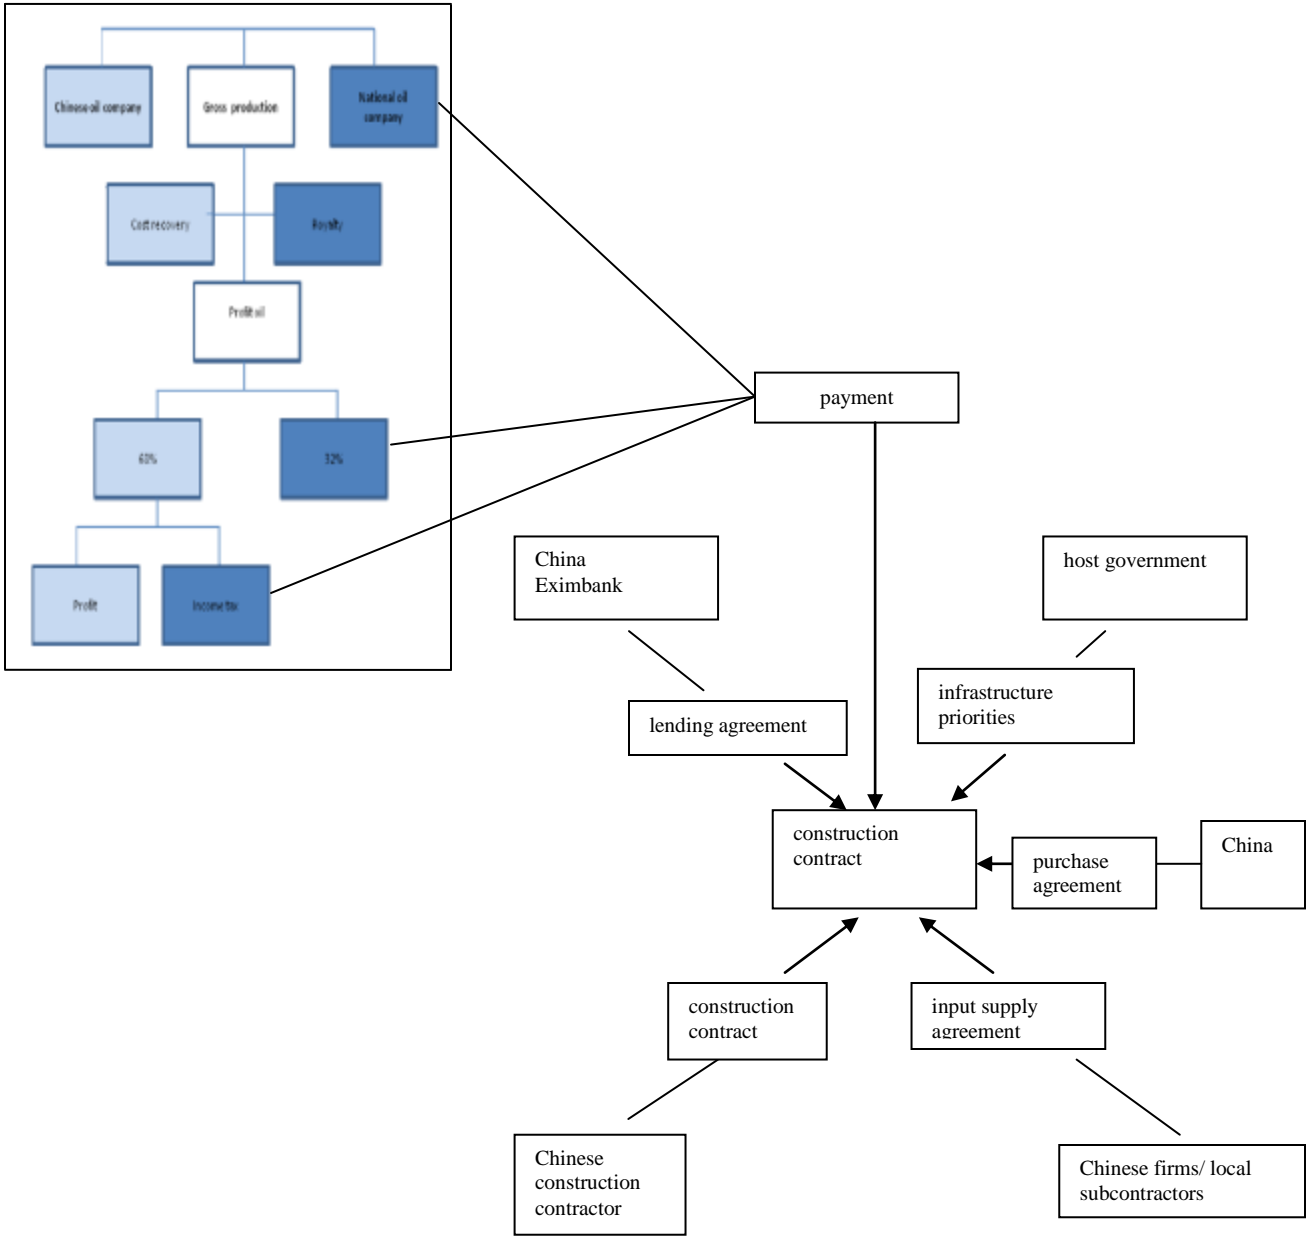 Chinese oil company
Gross production
National oil
company
Cost recovery
Royalty
Profit oil
32%
Profit
Income tax
payment
China
Eximbank
host government
lending agreement
infrastructure
priorities
construction
contract
purchase
agreement
China
construction
contract
input supply
agreement
Chinese
construction
contractor
Chinese firms/ local
subcontractors